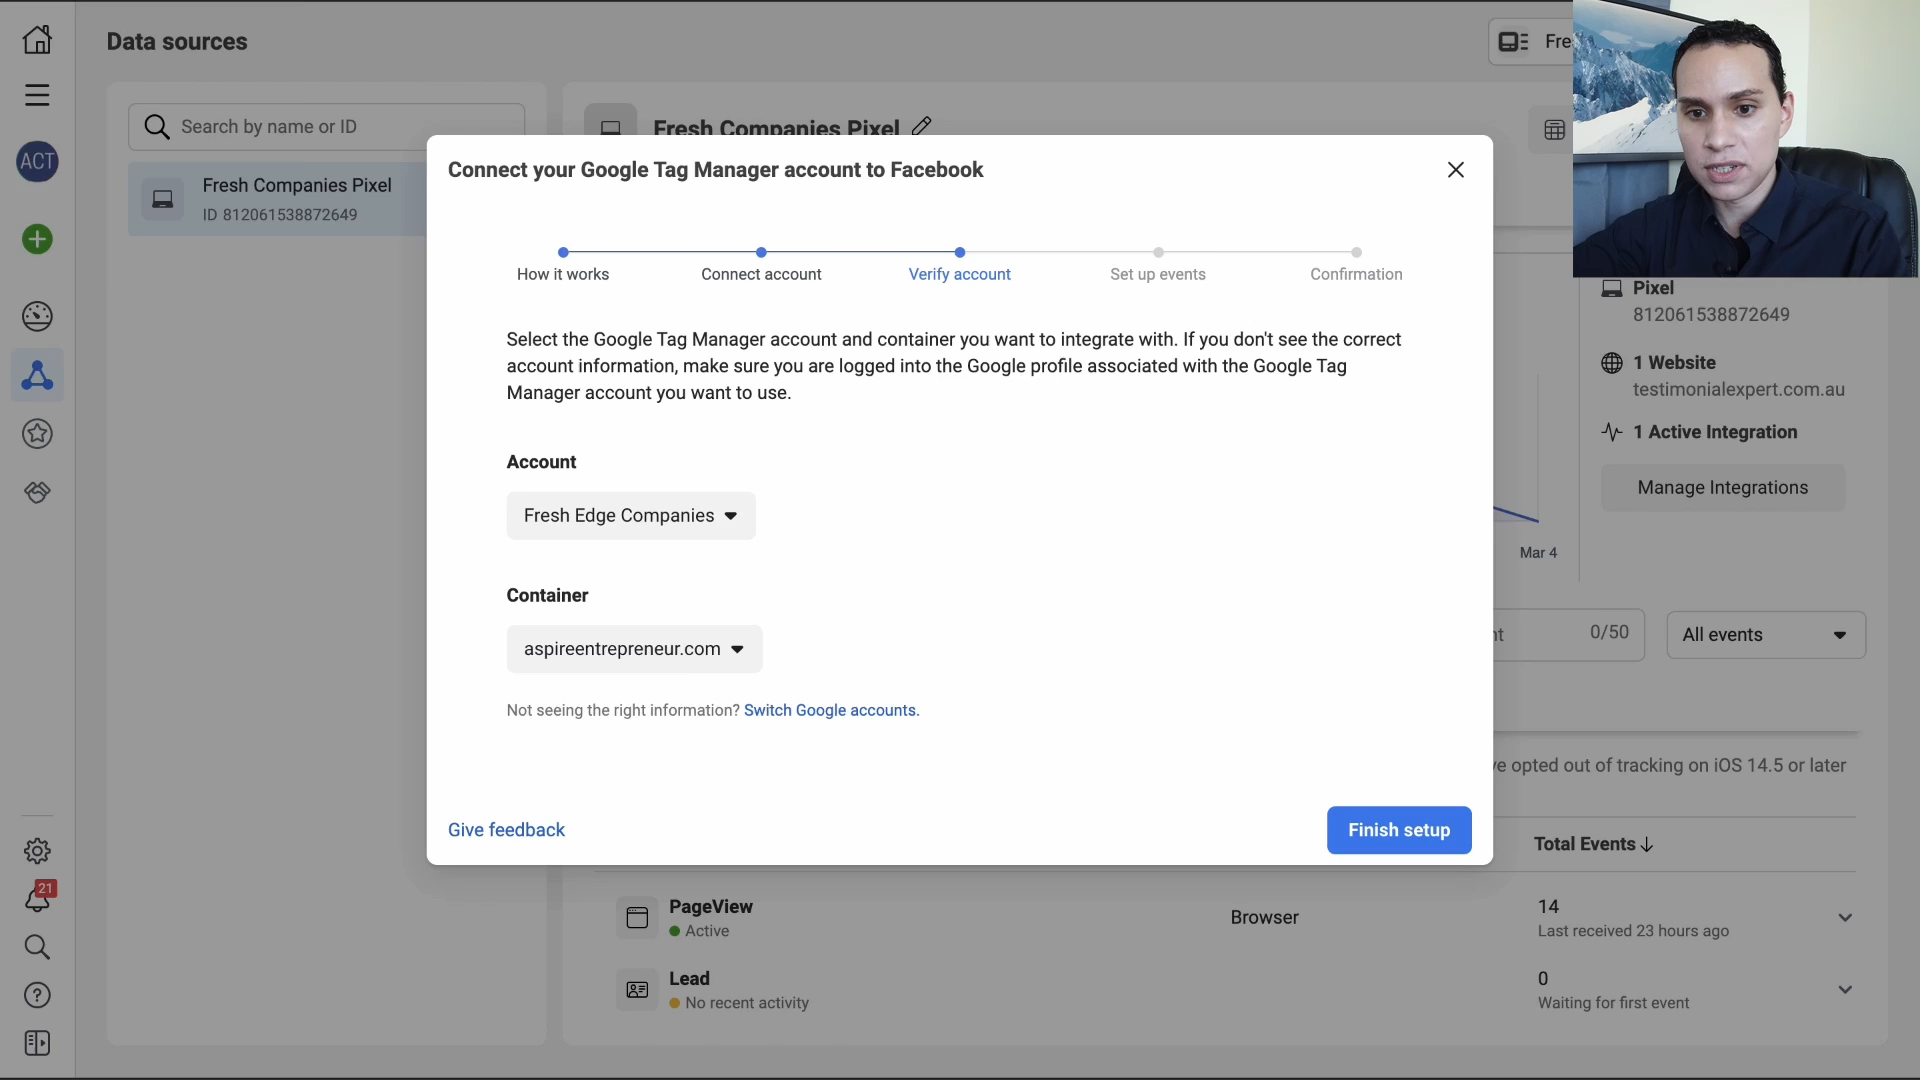 Data sources
Search by name or ID
ACT
Fresh Companies Pixel
ID 812061538872649
21
Fresh Companies Pixel
Connect your Google Tag Manager account to Facebook
How it works
Connect account
Verify account
Set up events
Confirmation
Select the Google Tag Manager account and container you want to integrate with. If you don't see the correct
account information, make sure you are logged into the Google profile associated with the Google Tag
Manager account you want to use.
Account
Fresh Edge Companies
Container
aspireentrepreneur.com
Not seeing the right information? Switch Google accounts.
Give feedback
Finish setup
Pixel
812061538872649
1 Website
testimonialexpert.com.au
1 Active Integration
Manage Integrations
Mar 4
0/50
All events
opted out of tracking on iOS 14.5 or later
Total Events
PageView
Active
Browser
14
Last received 23 hours ago
Lead
No recent activity
0
Waiting for first event